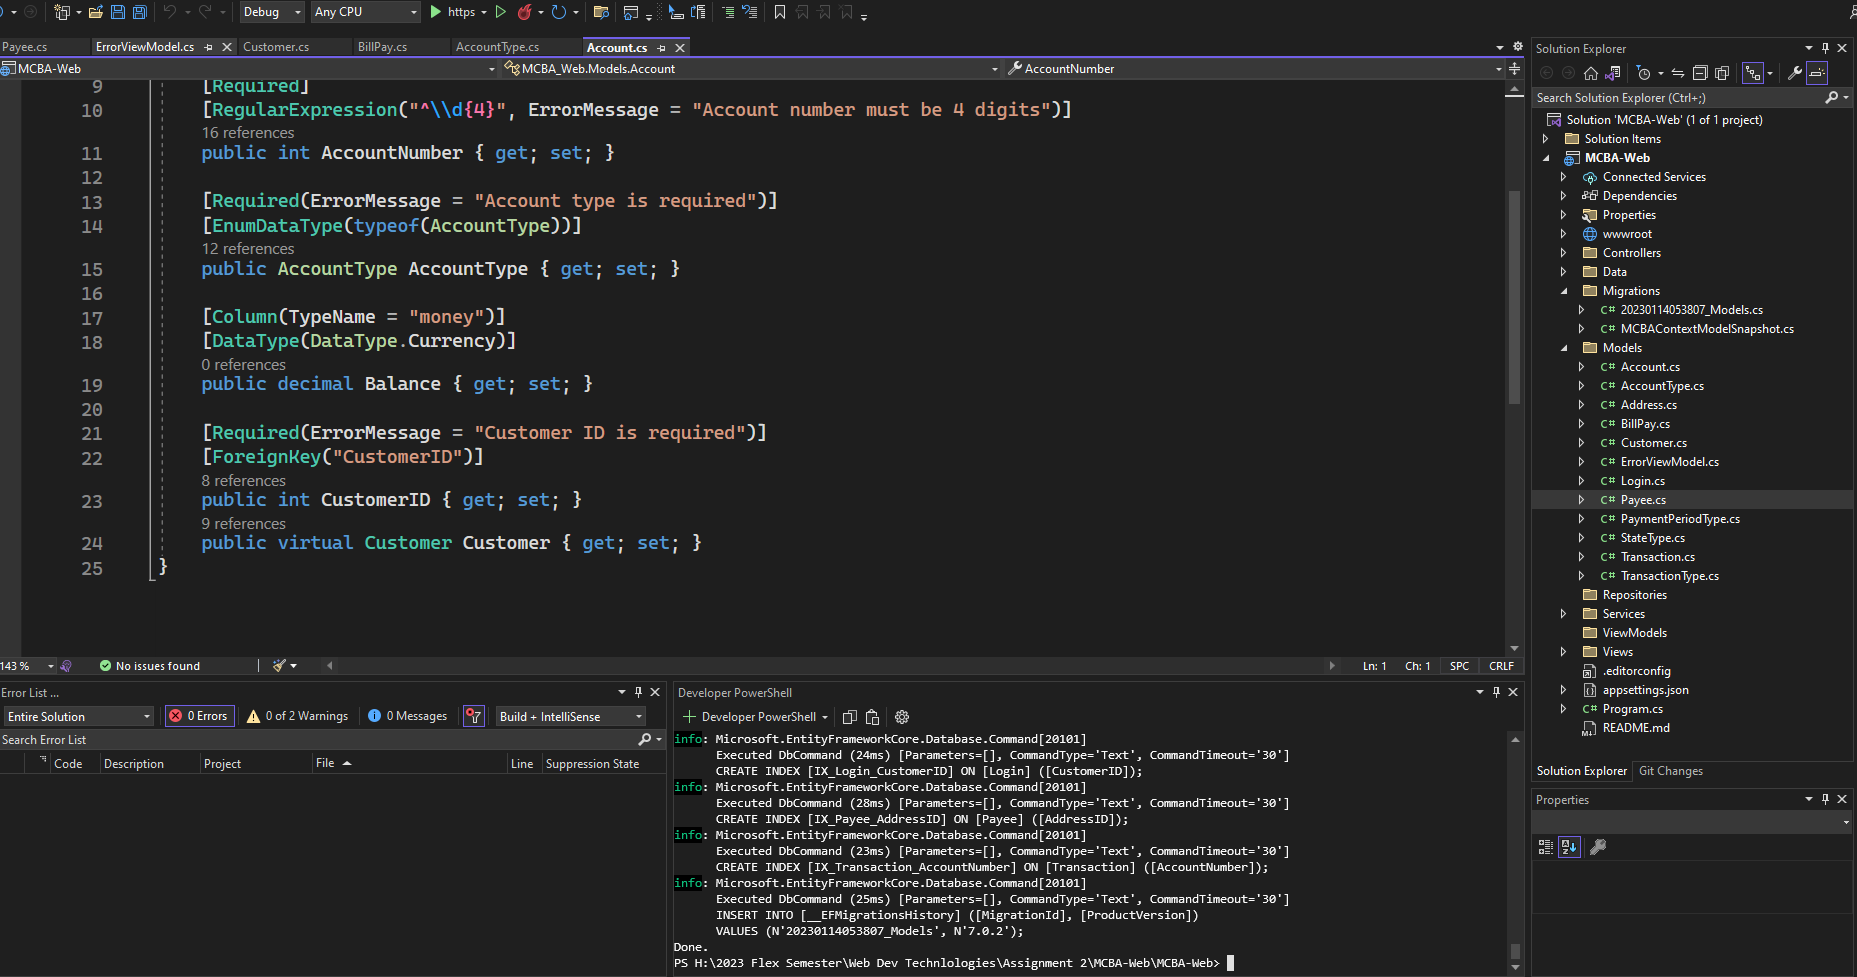 Debug
Any CPU
https
Payee.cs
ErrorViewModel.cs
Customer.cs
BillPay.cs
AccountType.cs
Account.cs
MCBA-Web
MCBA_Web.Models.Account
AccountNumber
9 [Required]
10 [RegularExpression("^\\d{4}", ErrorMessage = "Account number must be 4 digits")]
16 references
11 public int AccountNumber { get; set; }
12
13 [Required(ErrorMessage = "Account type is required")]
14 [EnumDataType(typeof(AccountType))]
12 references
15 public AccountType AccountType { get; set; }
16
17 [Column(TypeName = "money")]
18 [DataType(DataType.Currency)]
0 references
19 public decimal Balance { get; set; }
20
21 [Required(ErrorMessage = "Customer ID is required")]
22 [ForeignKey("CustomerID")]
8 references
23 public int CustomerID { get; set; }
9 references
24 public virtual Customer Customer { get; set; }
25 }
143 %
No issues found
Ln: 1 Ch: 1 SPC CRLF
Error List ...
Entire Solution
0 Errors
0 of 2 Warnings
0 Messages
Build + IntelliSense
Search Error List
Code Description Project File Line Suppression State
Developer PowerShell
Developer PowerShell
info: Microsoft.EntityFrameworkCore.Database.Command[20101]
Executed DbCommand (24ms) [Parameters=[], CommandType='Text', CommandTimeout='30']
CREATE INDEX [IX_Login_CustomerID] ON [Login] ([CustomerID]);
info: Microsoft.EntityFrameworkCore.Database.Command[20101]
Executed DbCommand (28ms) [Parameters=[], CommandType='Text', CommandTimeout='30']
CREATE INDEX [IX_Payee_AddressID] ON [Payee] ([AddressID]);
info: Microsoft.EntityFrameworkCore.Database.Command[20101]
Executed DbCommand (23ms) [Parameters=[], CommandType='Text', CommandTimeout='30']
CREATE INDEX [IX_Transaction_AccountNumber] ON [Transaction] ([AccountNumber]);
info: Microsoft.EntityFrameworkCore.Database.Command[20101]
Executed DbCommand (25ms) [Parameters=[], CommandType='Text', CommandTimeout='30']
INSERT INTO [__EFMigrationsHistory] ([MigrationId], [ProductVersion])
VALUES (N'20230114053807_Models', N'7.0.2');
Done.
PS H:\2023 Flex Semester\Web Dev Technlologies\Assignment 2\MCBA-Web\MCBA-Web>
Solution Explorer
Search Solution Explorer (Ctrl+;)
Solution 'MCBA-Web' (1 of 1 project)
Solution Items
MCBA-Web
Connected Services
Dependencies
Properties
wwwroot
Controllers
Data
Migrations
C# 20230114053807_Models.cs
C# MCBAContextModelSnapshot.cs
Models
C# Account.cs
C# AccountType.cs
C# Address.cs
C# BillPay.cs
C# Customer.cs
C# ErrorViewModel.cs
C# Login.cs
C# Payee.cs
C# PaymentPeriodType.cs
C# StateType.cs
C# Transaction.cs
C# TransactionType.cs
Repositories
Services
ViewModels
Views
.editorconfig
appsettings.json
C# Program.cs
README.md
Solution Explorer
Git Changes
Properties